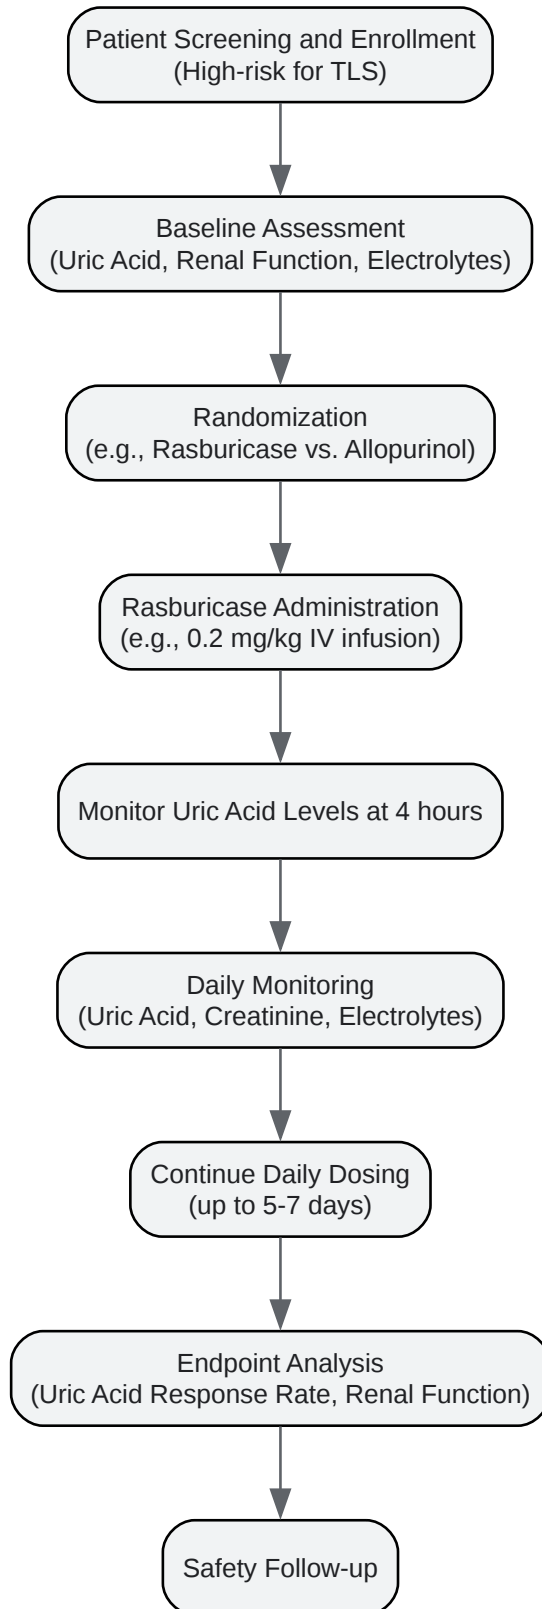 Patient Screening and Enrollment
(High-risk for TLS)
Baseline Assessment
(Uric Acid, Renal Function, Electrolytes)
Randomization
(e.g., Rasburicase vs. Allopurinol)
Rasburicase Administration
(e.g., 0.2 mg/kg IV infusion)
Monitor Uric Acid Levels at 4 hours
Daily Monitoring
(Uric Acid, Creatinine, Electrolytes)
Continue Daily Dosing
(up to 5-7 days)
Endpoint Analysis
(Uric Acid Response Rate, Renal Function)
Safety Follow-up